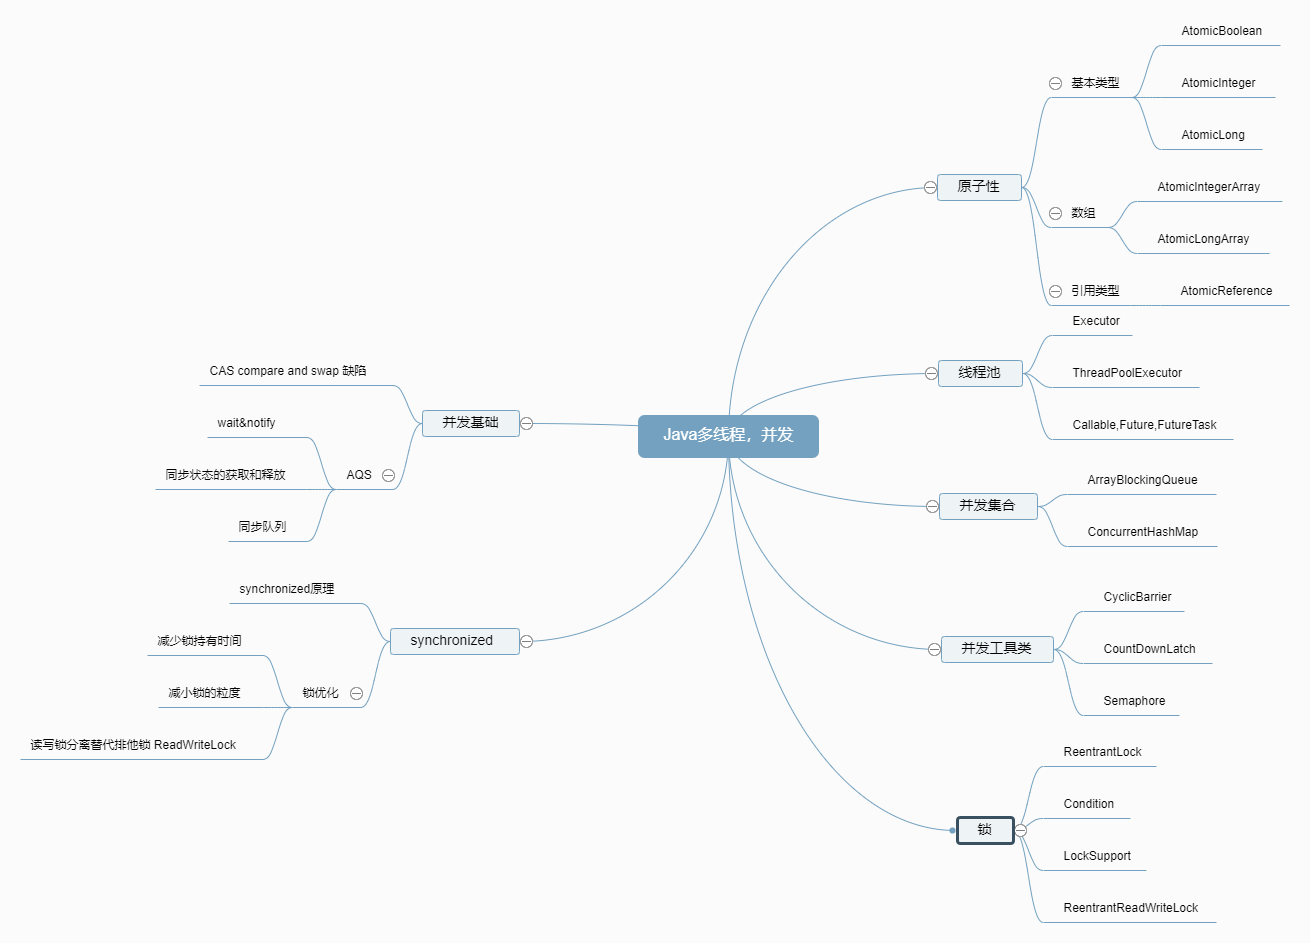 Java多线程，并发
原子性
基本类型
AtomicBoolean
AtomicInteger
AtomicLong
数组
AtomicIntegerArray
AtomicLongArray
引用类型
AtomicReference
线程池
Executor
ThreadPoolExecutor
Callable,Future,FutureTask
并发集合
ArrayBlockingQueue
ConcurrentHashMap
并发工具类
CyclicBarrier
CountDownLatch
Semaphore
锁
ReentrantLock
Condition
LockSupport
ReentrantReadWriteLock
并发基础
CAS compare and swap 缺陷
AQS
wait&notify
同步状态的获取和释放
同步队列
synchronized
synchronized原理
锁优化
减少锁持有时间
减小锁的粒度
读写锁分离替代排他锁 ReadWriteLock